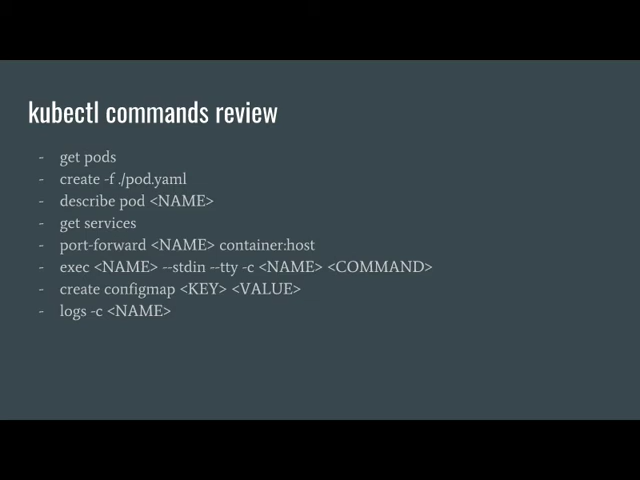 kubectl commands review
- get pods
- create -f ./pod.yaml
- describe pod <NAME>
- get services
- port-forward <NAME> container:host
- exec <NAME> --stdin --tty -c <NAME> <COMMAND>
- create configmap <KEY> <VALUE>
- logs -c <NAME>